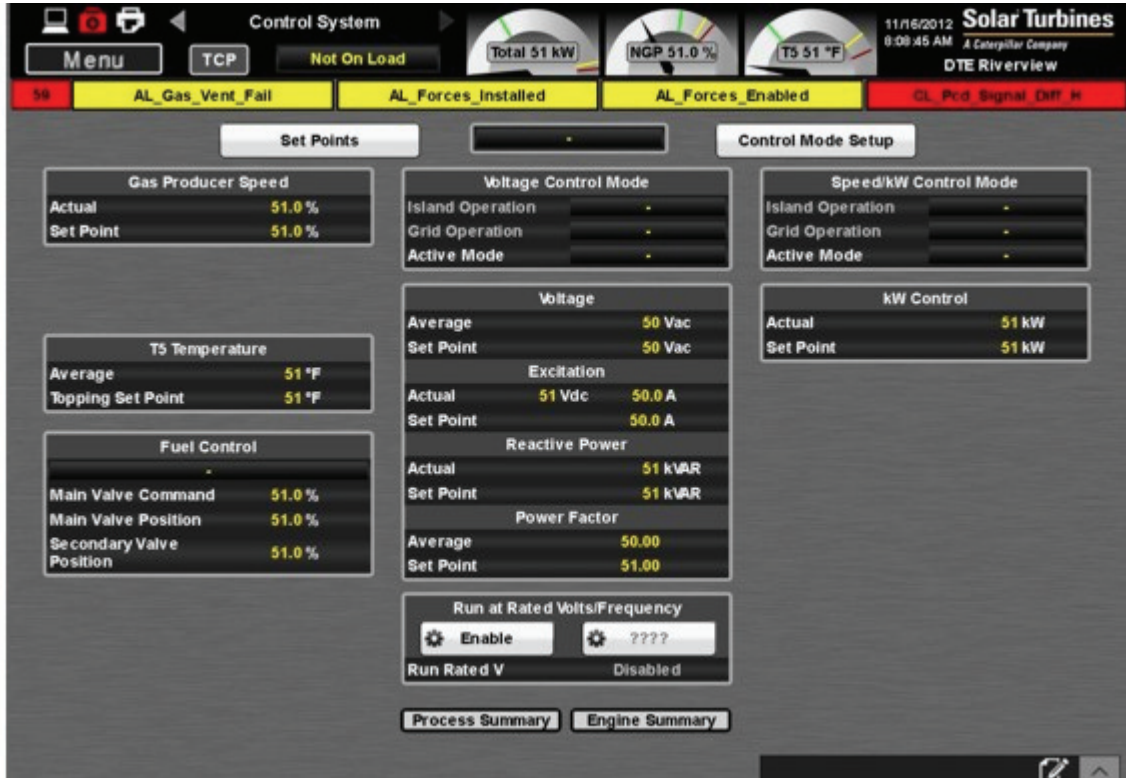 Control System
Menu
TCP
Not On Load
Total 51 kW
NGP 51.0 %
T5 51 °F
11/16/2012
8:08:45 AM
Solar Turbines
A Caterpillar Company
DTE Riverview
59
AL_Gas_Vent_Fail
AL_Forces_Installed
AL_Forces_Enabled
CL_Pcd_Signal_Diff_H
Set Points
-
Control Mode Setup
Gas Producer Speed
Actual 51.0 %
Set Point 51.0 %
T5 Temperature
Average 51 °F
Topping Set Point 51 °F
Fuel Control
-
Main Valve Command 51.0 %
Main Valve Position 51.0 %
Secondary Valve
Position 51.0 %
Voltage Control Mode
Island Operation -
Grid Operation -
Active Mode -
Voltage
Average 50 Vac
Set Point 50 Vac
Excitation
Actual 51 Vdc 50.0 A
Set Point 50.0 A
Reactive Power
Actual 51 kVAR
Set Point 51 kVAR
Power Factor
Average 50.00
Set Point 51.00
Run at Rated Volts/Frequency
Enable ????
Run Rated V Disabled
Process Summary Engine Summary
Speed/kW Control Mode
Island Operation -
Grid Operation -
Active Mode -
kW Control
Actual 51 kW
Set Point 51 kW